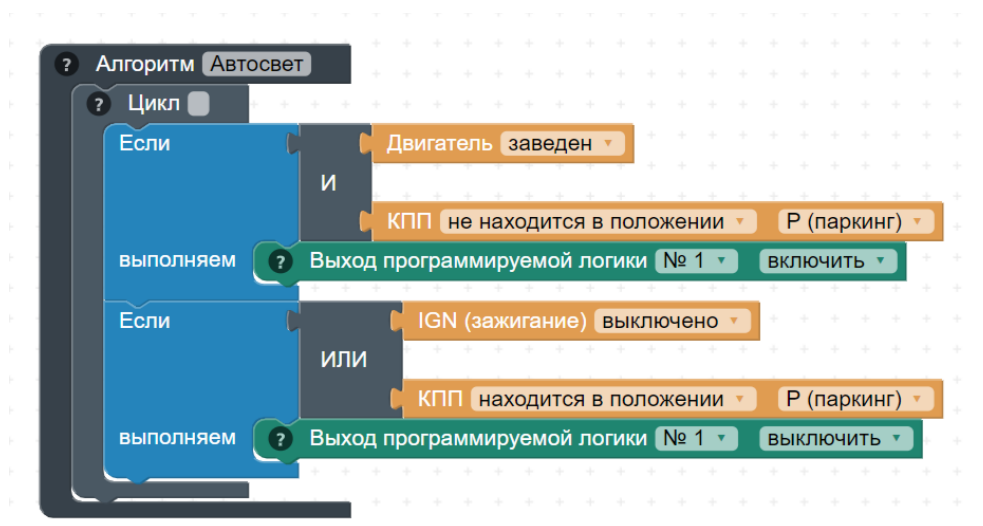 ? Алгоритм Автосвет
? Цикл
Если Двигатель заведен
И
КПП не находится в положении Р (паркинг)
выполняем ? Выход программируемой логики № 1 включить
Если IGN (зажигание) выключено
ИЛИ
КПП находится в положении Р (паркинг)
выполняем ? Выход программируемой логики № 1 выключить